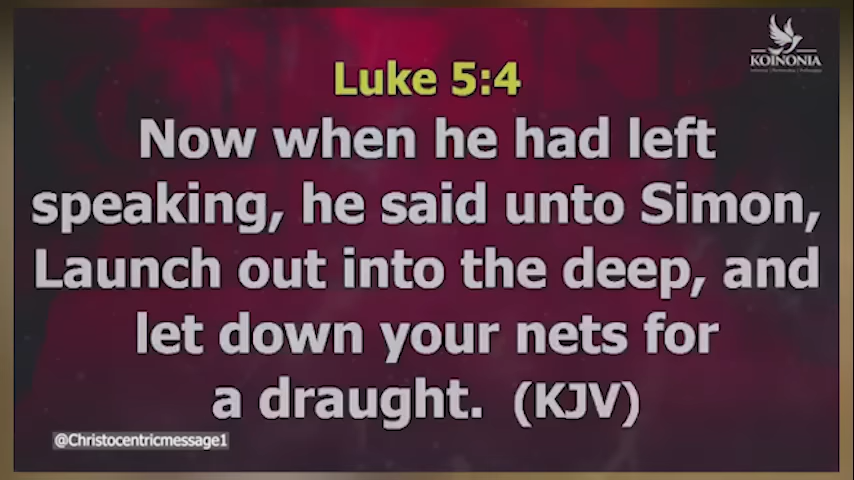 KOINONIA
Luke 5:4
Now when he had left
speaking, he said unto Simon,
Launch out into the deep, and
let down your nets for
a draught. (KJV)
@Christocentricmessage1